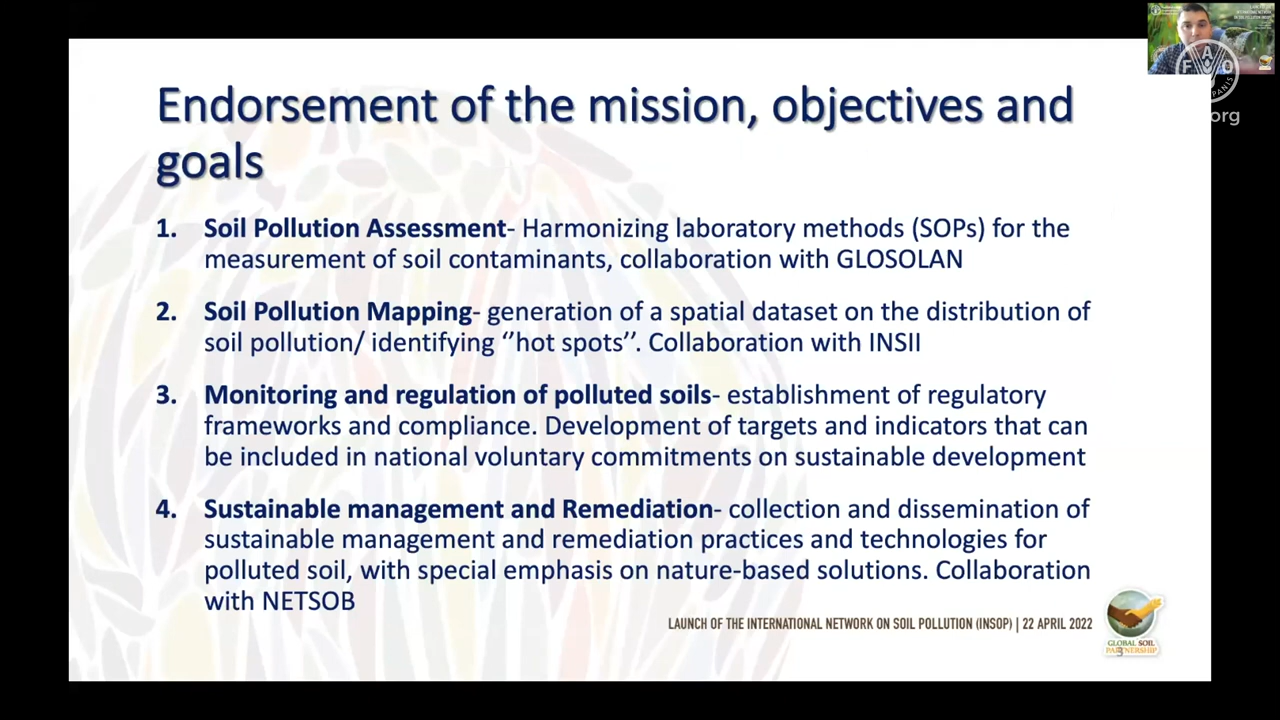 Endorsement of the mission, objectives and
goals
1. Soil Pollution Assessment- Harmonizing laboratory methods (SOPs) for the
measurement of soil contaminants, collaboration with GLOSOLAN
2. Soil Pollution Mapping- generation of a spatial dataset on the distribution of
soil pollution/ identifying ‘’hot spots’’. Collaboration with INSII
3. Monitoring and regulation of polluted soils- establishment of regulatory
frameworks and compliance. Development of targets and indicators that can
be included in national voluntary commitments on sustainable development
4. Sustainable management and Remediation- collection and dissemination of
sustainable management and remediation practices and technologies for
polluted soil, with special emphasis on nature-based solutions. Collaboration
with NETSOB
LAUNCH OF THE INTERNATIONAL NETWORK ON SOIL POLLUTION (INSOP) | 22 APRIL 2022
GLOBAL SOIL
PARTNERSHIP
3
F A O
PANIS
org